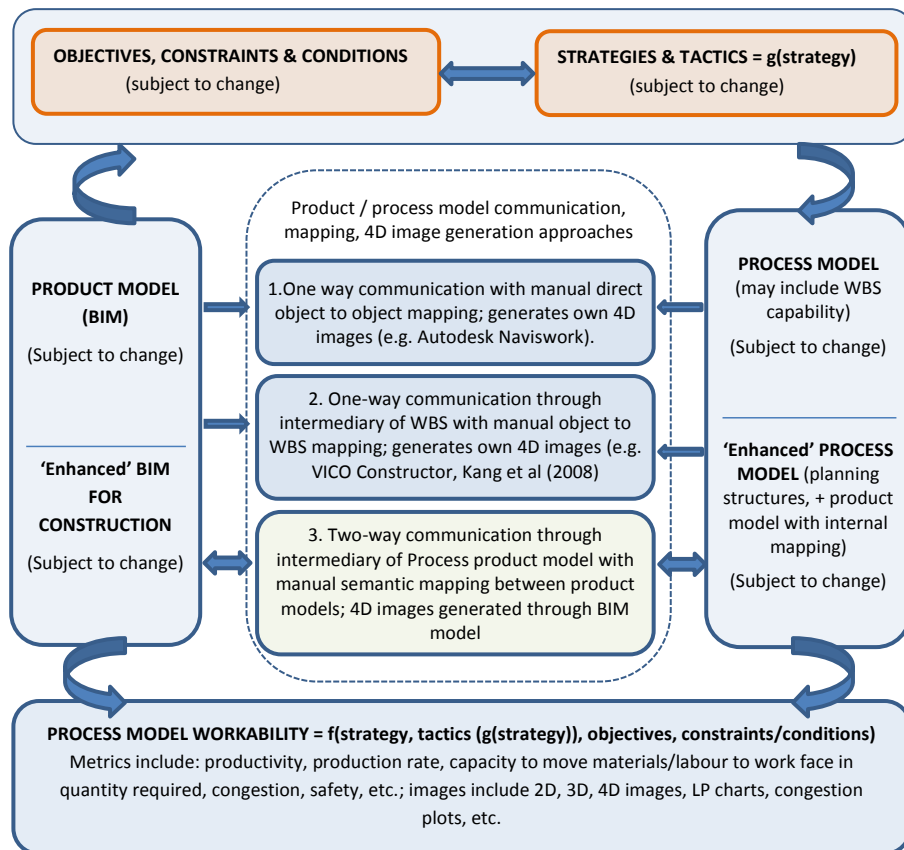 OBJECTIVES, CONSTRAINTS & CONDITIONS
(subject to change)
STRATEGIES & TACTICS = g(strategy)
(subject to change)
Product / process model communication,
mapping, 4D image generation approaches
PRODUCT MODEL
(BIM)
(Subject to change)
‘Enhanced’ BIM
FOR
CONSTRUCTION
(Subject to change)
1.One way communication with manual direct
object to object mapping; generates own 4D
images (e.g. Autodesk Naviswork).
2. One-way communication through
intermediary of WBS with manual object to
WBS mapping; generates own 4D images (e.g.
VICO Constructor, Kang et al (2008)
3. Two-way communication through
intermediary of Process product model with
manual semantic mapping between product
models; 4D images generated through BIM
model
PROCESS MODEL
(may include WBS
capability)
(Subject to change)
‘Enhanced’ PROCESS
MODEL (planning
structures, + product
model with internal
mapping)
(Subject to change)
PROCESS MODEL WORKABILITY = f(strategy, tactics (g(strategy)), objectives, constraints/conditions)
Metrics include: productivity, production rate, capacity to move materials/labour to work face in
quantity required, congestion, safety, etc.; images include 2D, 3D, 4D images, LP charts, congestion
plots, etc.